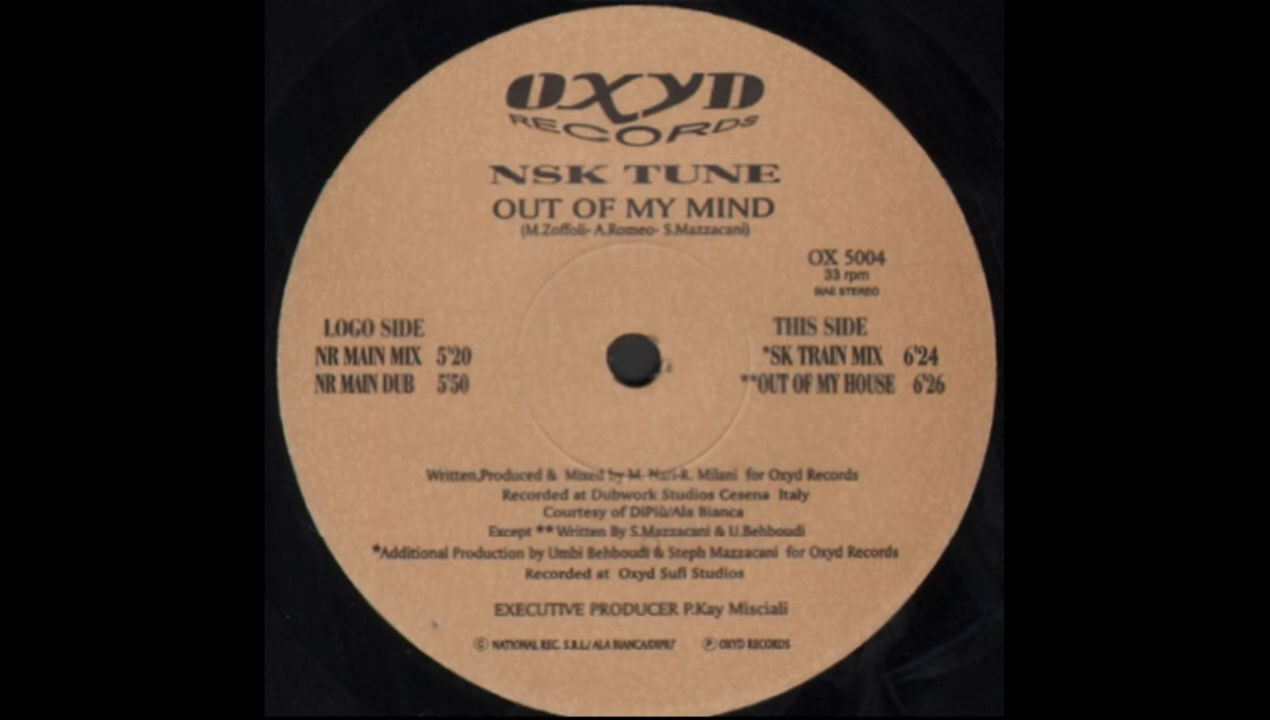 OXYD
RECORDS
NSK TUNE
OUT OF MY MIND
(M.Zoffoli- A.Romeo- S.Mazzacani)
OX 5004
33 rpm
SIAE STEREO
LOGO SIDE
NR MAIN MIX 5'20
NR MAIN DUB 5'50
THIS SIDE
*SK TRAIN MIX 6'24
**OUT OF MY HOUSE 6'26
Written,Produced & Mixed by M. Nari-R. Milani for Oxyd Records
Recorded at Dubwork Studios Cesena Italy
Courtesy of DiPiù/Ala Bianca
Except ** Written By S.Mazzacani & U.Behboudi
*Additional Production by Umbi Behboudi & Steph Mazzacani for Oxyd Records
Recorded at Oxyd Sufi Studios
EXECUTIVE PRODUCER P.Kay Misciali
© NATIONAL REC. S.R.L./ ALA BIANCA/ ℗ OXYD RECORDS